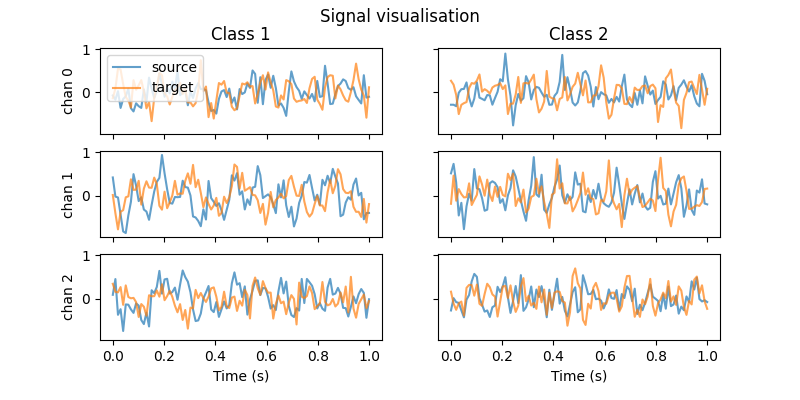 Signal visualisation
Class 1
Class 2
source
target
chan 0
1
0
chan 1
1
0
chan 2
1
0
0.0 0.2 0.4 0.6 0.8 1.0
0.0 0.2 0.4 0.6 0.8 1.0
Time (s)
Time (s)